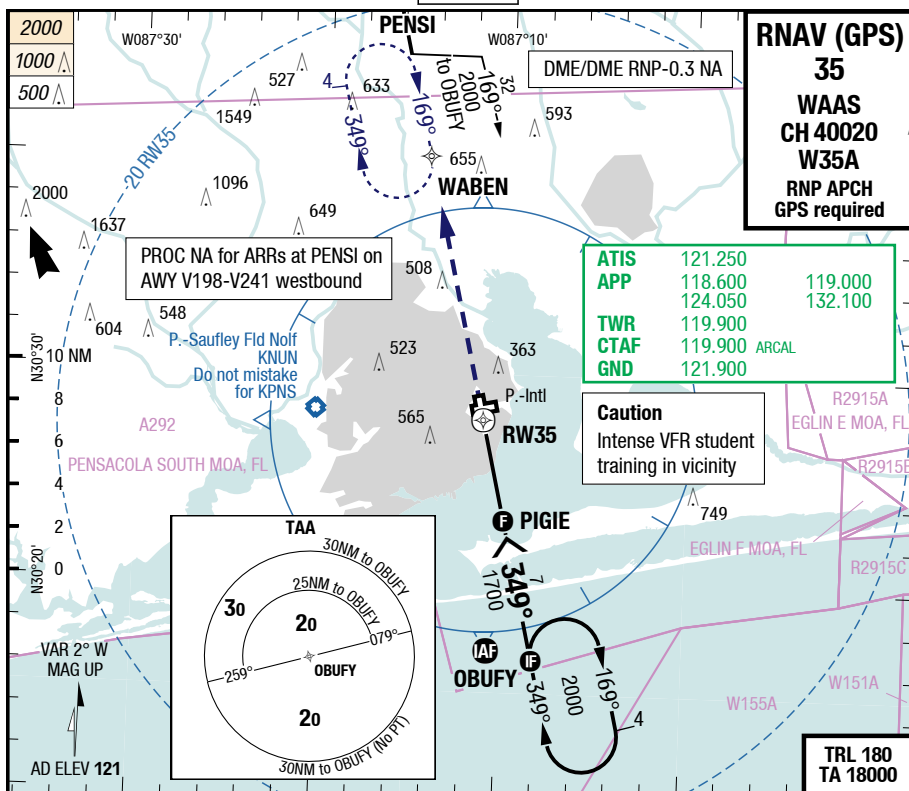 2000
1000
500
W087°30'
PENSI
W087°10'
RNAV (GPS)
35
WAAS
CH 40020
W35A
RNP APCH
GPS required
DME/DME RNP-0.3 NA
527
1549
4
633
349°
169°
to OBUFY
2000
169°
32
593
655
WABEN
20 RW35
2000
1637
1096
649
PROC NA for ARRs at PENSI on
AWY V198-V241 westbound
508
604
548
ATIS 121.250
APP 118.600 119.000
124.050 132.100
TWR 119.900
CTAF 119.900 ARCAL
GND 121.900
N30°30'
10 NM
8
6
4
2
0
N30°20'
P.-Saufley Fld Nolf
KNUN
Do not mistake
for KPNS
523
363
P.-Intl
565
RW35
A292
PENSACOLA SOUTH MOA, FL
Caution
Intense VFR student
training in vicinity
R2915A
EGLIN E MOA, FL
R2915B
749
EGLIN F MOA, FL
R2915C
F PIGIE
7
349°
1700
TAA
30NM to OBUFY
25NM to OBUFY
30
20
079°
259°
OBUFY
20
30NM to OBUFY (No PT)
IAF
OBUFY
IF
349°
2000
169°
4
W155A
W151A
VAR 2° W
MAG UP
AD ELEV 121
TRL 180
TA 18000